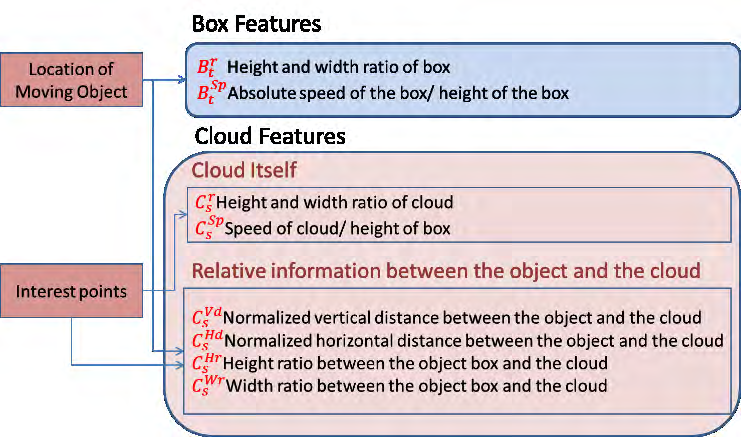 Box Features
Location of
Moving Object
B_t^r Height and width ratio of box
B_t^{Sp}Absolute speed of the box/ height of the box
Cloud Features
Cloud Itself
C_s^rHeight and width ratio of cloud
C_s^{Sp}Speed of cloud/ height of box
Relative information between the object and the cloud
Interest points
C_s^{Vd}Normalized vertical distance between the object and the cloud
C_s^{Hd}Normalized horizontal distance between the object and the cloud
C_s^{Hr}Height ratio between the object box and the cloud
C_s^{Wr}Width ratio between the object box and the cloud